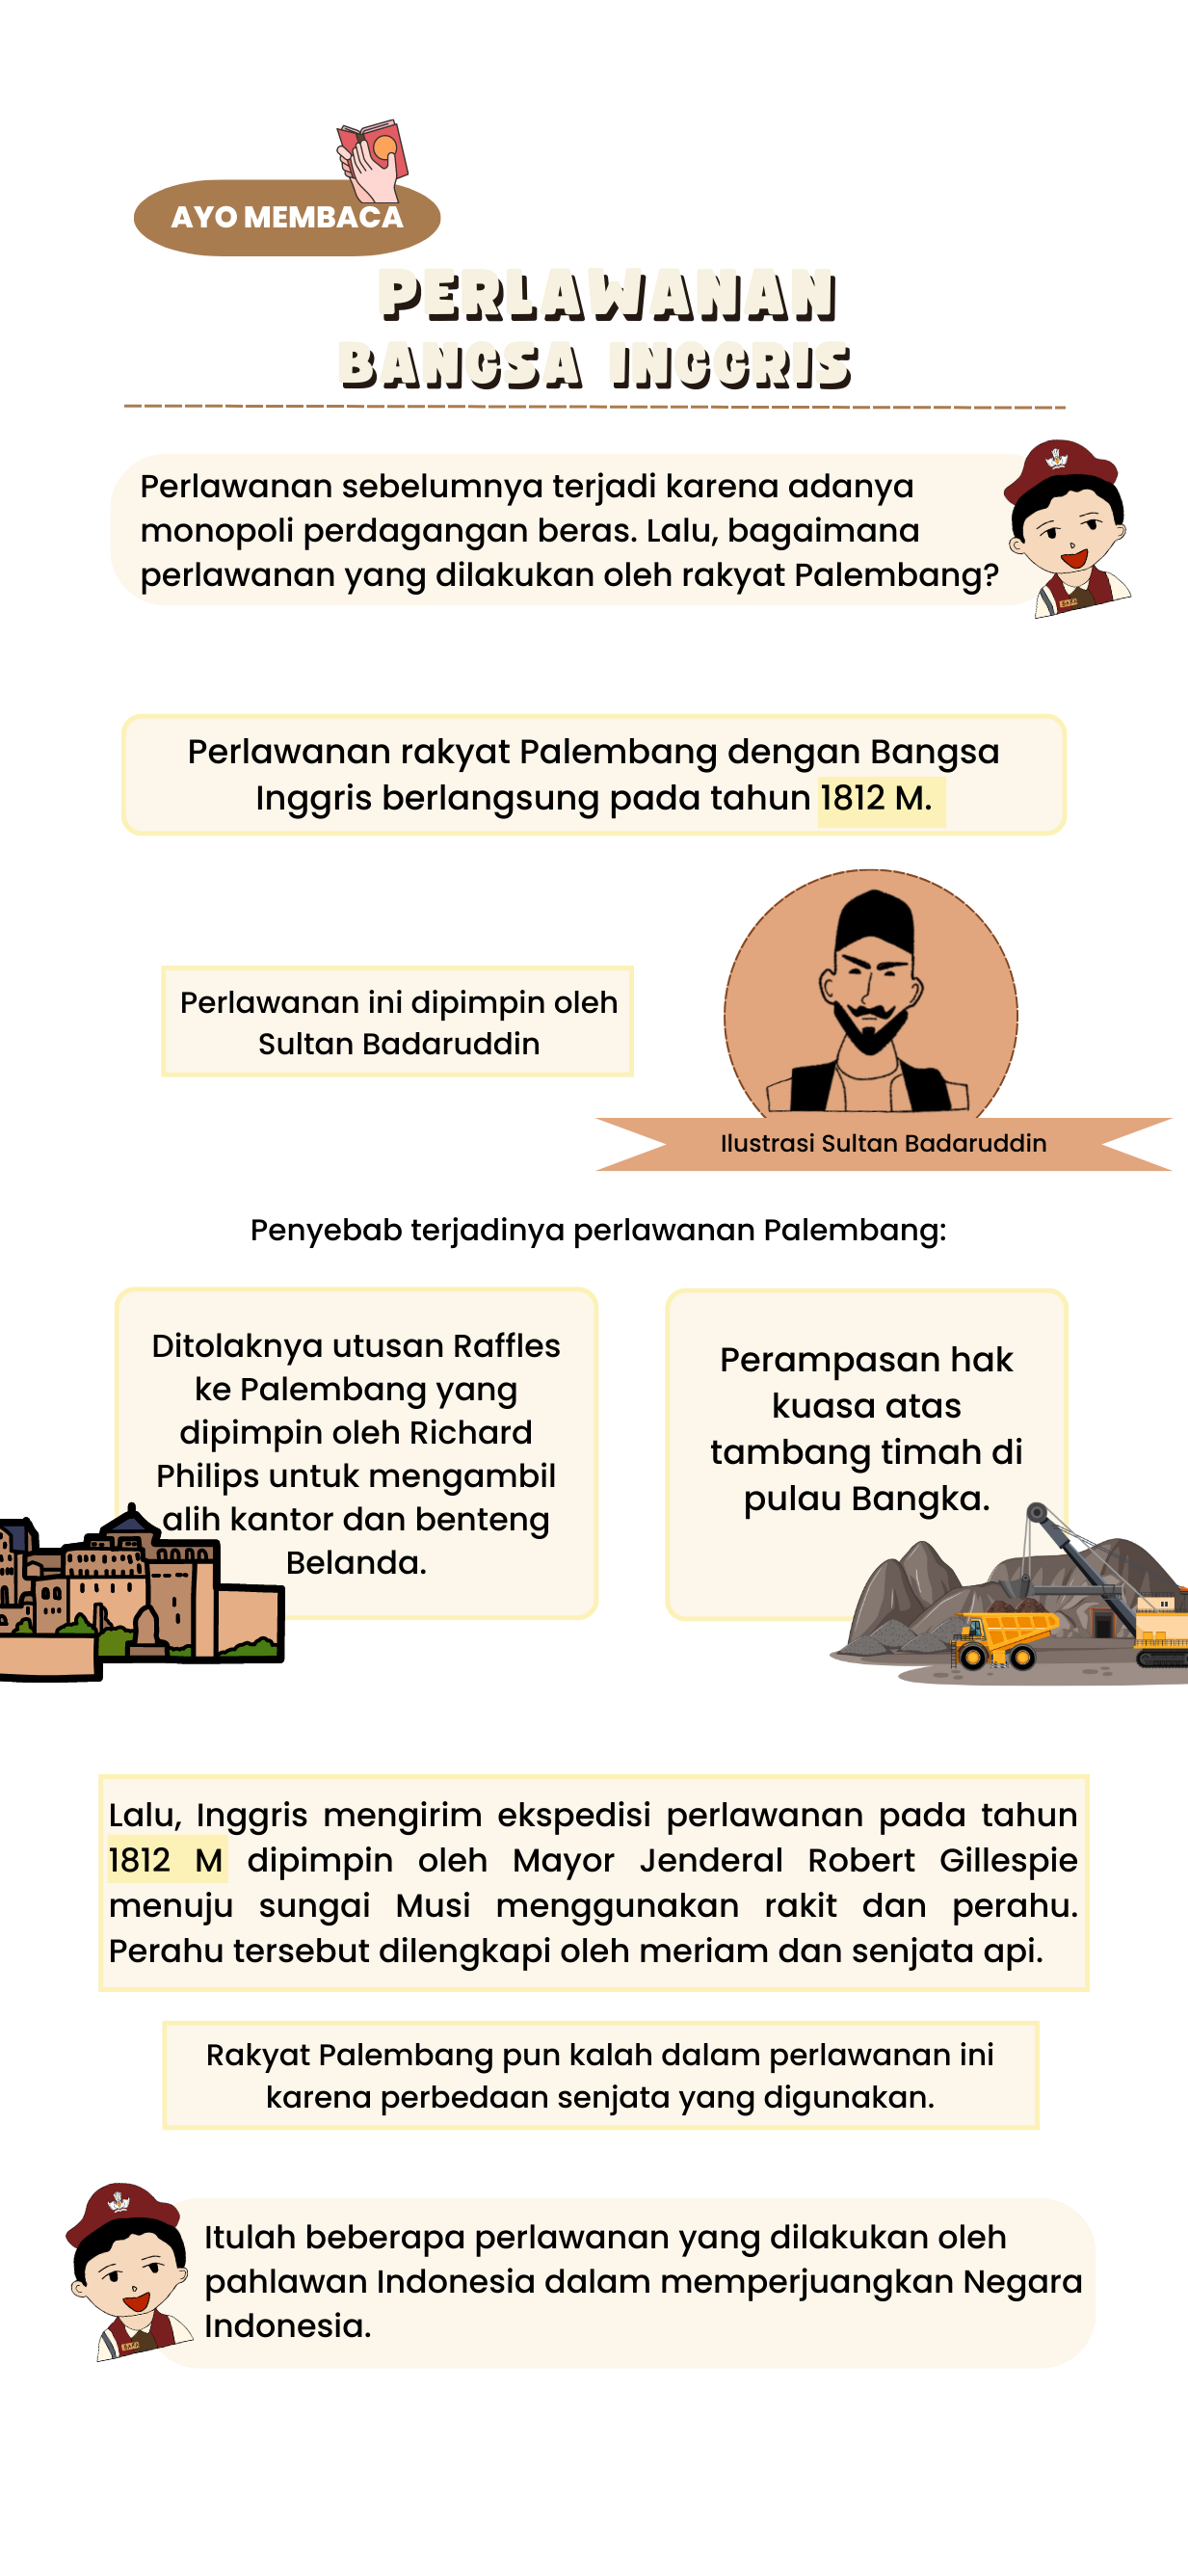 AYO MEMBACA
PERLAWANAN
BANGSA INGGRIS
Perlawanan sebelumnya terjadi karena adanya
monopoli perdagangan beras. Lalu, bagaimana
perlawanan yang dilakukan oleh rakyat Palembang?
Perlawanan rakyat Palembang dengan Bangsa
Inggris berlangsung pada tahun 1812 M.
Perlawanan ini dipimpin oleh
Sultan Badaruddin
Ilustrasi Sultan Badaruddin
Penyebab terjadinya perlawanan Palembang:
Ditolaknya utusan Raffles
ke Palembang yang
dipimpin oleh Richard
Philips untuk mengambil
alih kantor dan benteng
Belanda.
Perampasan hak
kuasa atas
tambang timah di
pulau Bangka.
Lalu, Inggris mengirim ekspedisi perlawanan pada tahun
1812 M dipimpin oleh Mayor Jenderal Robert Gillespie
menuju sungai Musi menggunakan rakit dan perahu.
Perahu tersebut dilengkapi oleh meriam dan senjata api.
Rakyat Palembang pun kalah dalam perlawanan ini
karena perbedaan senjata yang digunakan.
Itulah beberapa perlawanan yang dilakukan oleh
pahlawan Indonesia dalam memperjuangkan Negara
Indonesia.